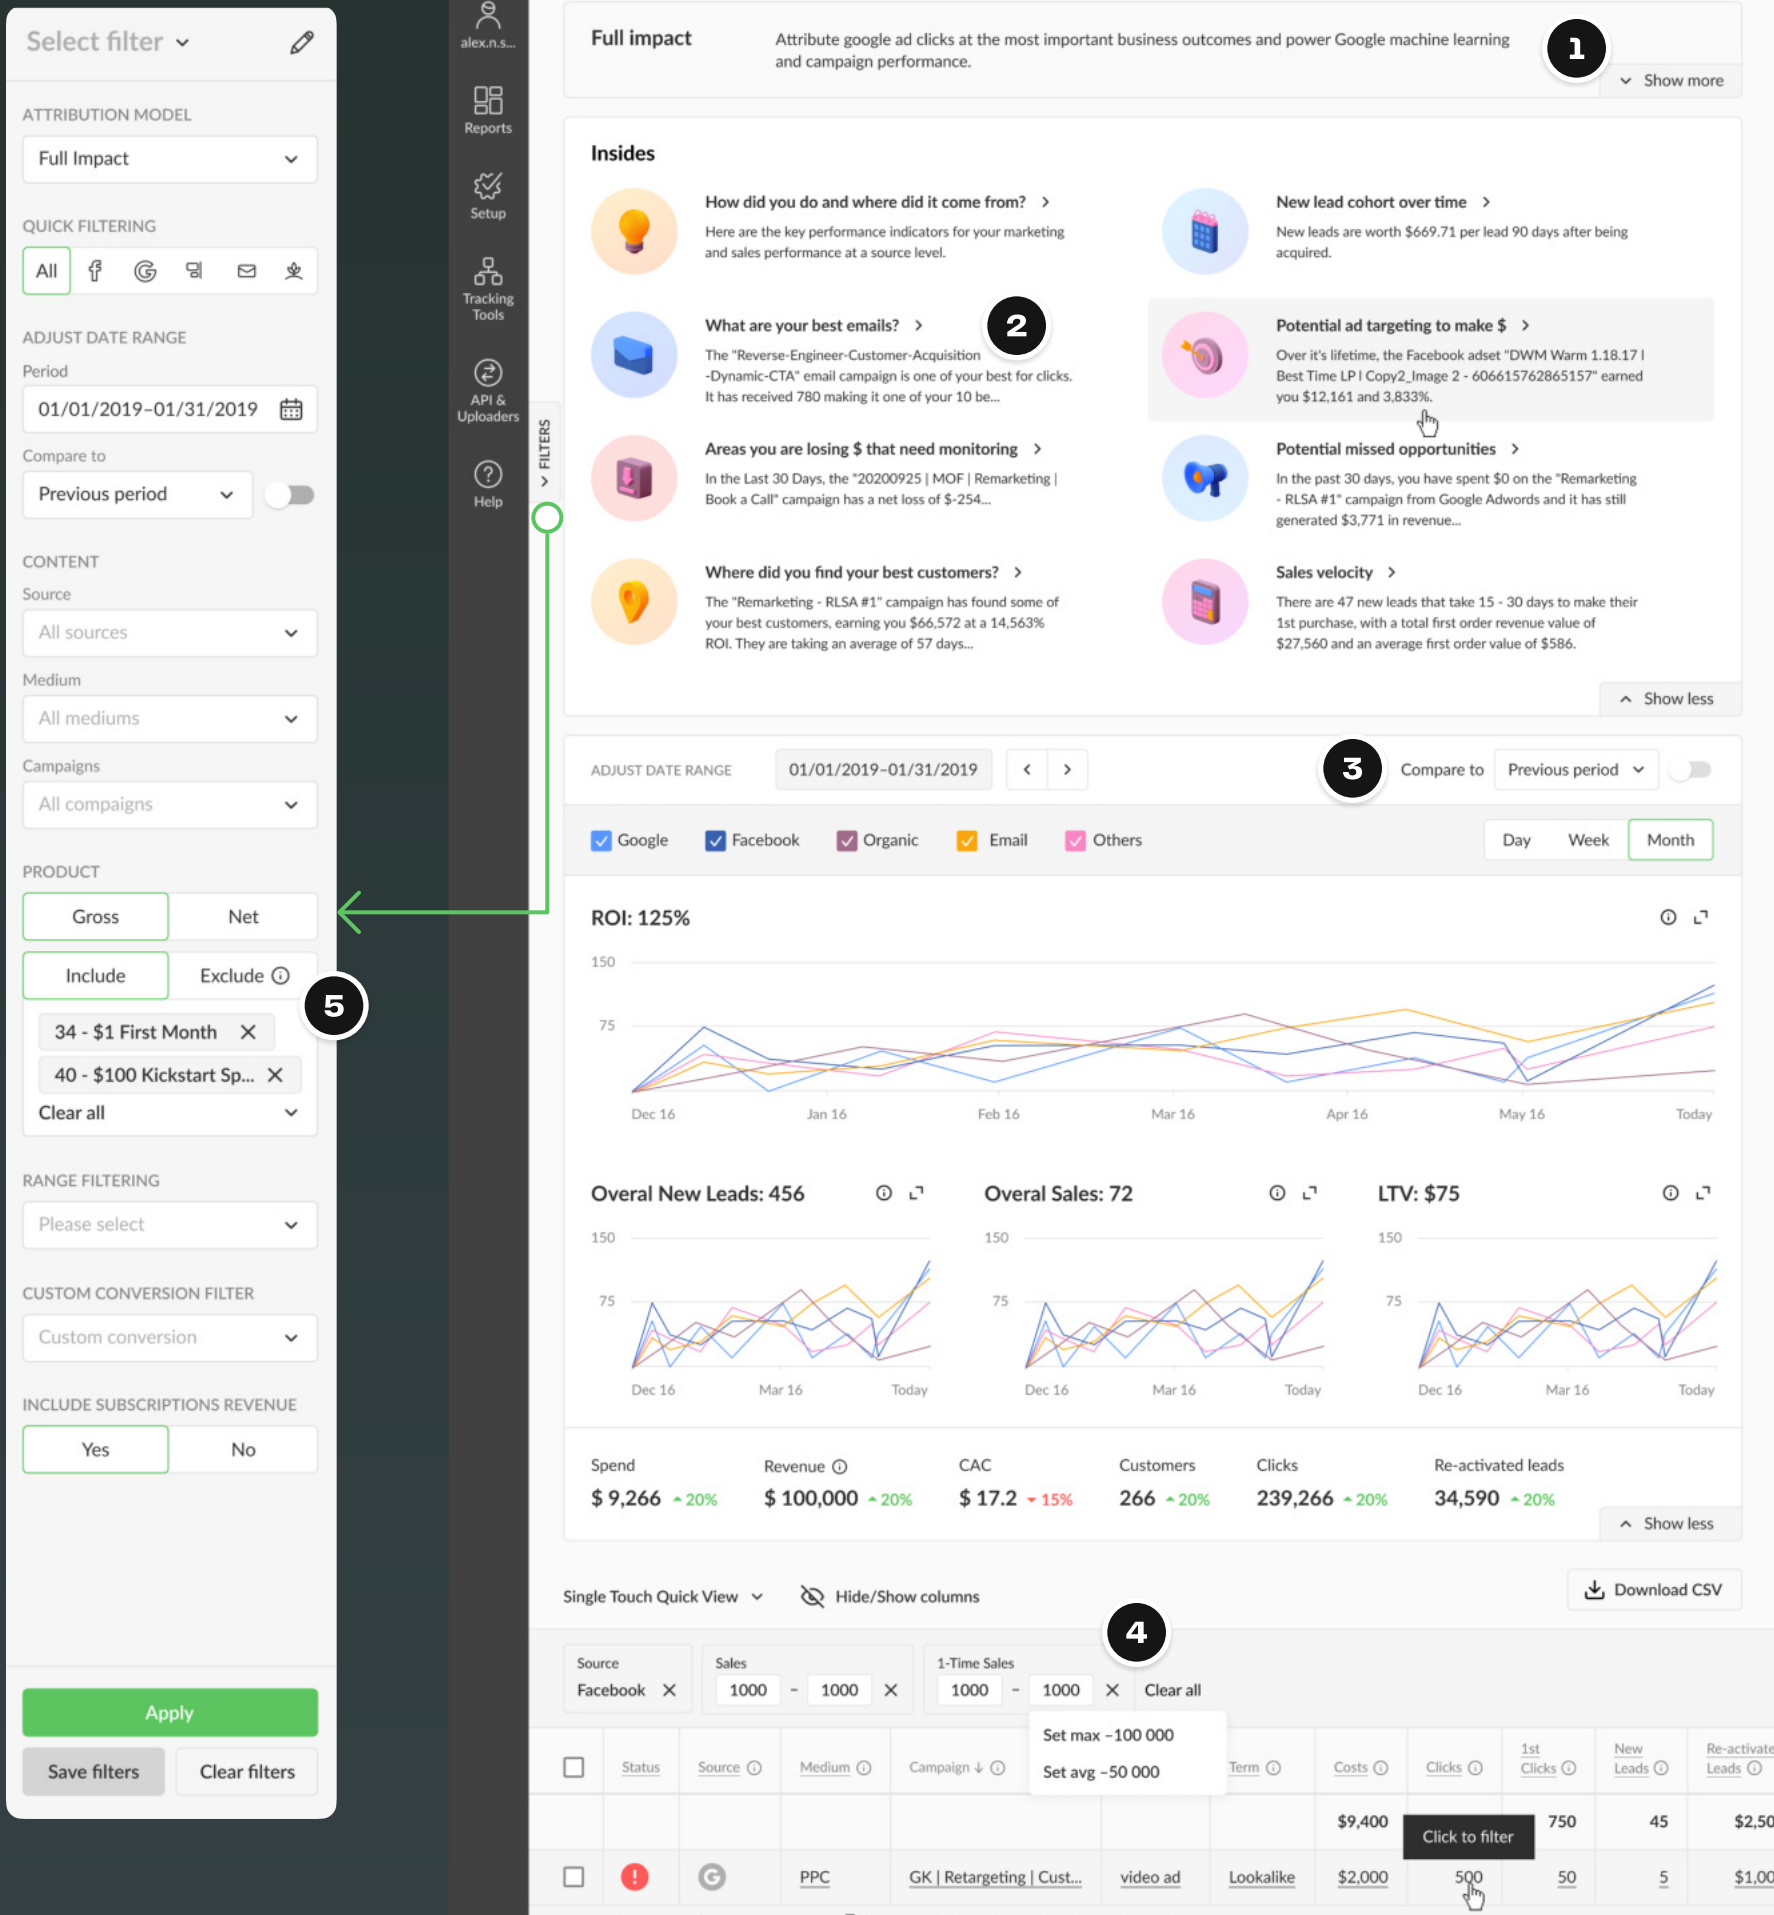 Select filter
ATTRIBUTION MODEL
Full Impact
QUICK FILTERING
All
ADJUST DATE RANGE
Period
01/01/2019–01/31/2019
Compare to
Previous period
CONTENT
Source
All sources
Medium
All mediums
Campaigns
All compaigns
PRODUCT
Gross
Net
Include
Exclude
5
34 - $1 First Month
40 - $100 Kickstart Sp...
Clear all
RANGE FILTERING
Please select
CUSTOM CONVERSION FILTER
Custom conversion
INCLUDE SUBSCRIPTIONS REVENUE
Yes
No
Apply
Save filters
Clear filters
alex.n.s...
Reports
Setup
Tracking
Tools
API &
Uploaders
Help
FILTERS
Full impact
Attribute google ad clicks at the most important business outcomes and power Google machine learning
and campaign performance.
1
Show more
Insides
How did you do and where did it come from?
Here are the key performance indicators for your marketing
and sales performance at a source level.
New lead cohort over time
New leads are worth $669.71 per lead 90 days after being
acquired.
What are your best emails?
2
The "Reverse-Engineer-Customer-Acquisition
-Dynamic-CTA" email campaign is one of your best for clicks.
It has received 780 making it one of your 10 be...
Potential ad targeting to make $
Over it's lifetime, the Facebook adset "DWM Warm 1.18.17 l
Best Time LP l Copy2_Image 2 - 606615762865157" earned
you $12,161 and 3,833%.
Areas you are losing $ that need monitoring
In the Last 30 Days, the "20200925 | MOF | Remarketing |
Book a Call" campaign has a net loss of $-254...
Potential missed opportunities
In the past 30 days, you have spent $0 on the "Remarketing
- RLSA #1" campaign from Google Adwords and it has still
generated $3,771 in revenue...
Where did you find your best customers?
The "Remarketing - RLSA #1" campaign has found some of
your best customers, earning you $66,572 at a 14,563%
ROI. They are taking an average of 57 days...
Sales velocity
There are 47 new leads that take 15 - 30 days to make their
1st purchase, with a total first order revenue value of
$27,560 and an average first order value of $586.
Show less
ADJUST DATE RANGE
01/01/2019–01/31/2019
3
Compare to
Previous period
Google
Facebook
Organic
Email
Others
Day
Week
Month
ROI: 125%
150
75
Dec 16
Jan 16
Feb 16
Mar 16
Apr 16
May 16
Today
Overal New Leads: 456
150
75
Dec 16
Mar 16
Today
Overal Sales: 72
150
75
Dec 16
Mar 16
Today
LTV: $75
150
75
Dec 16
Mar 16
Today
Spend
$ 9,266 20%
Revenue
$ 100,000 20%
CAC
$ 17.2 15%
Customers
266 20%
Clicks
239,266 20%
Re-activated leads
34,590 20%
Show less
Single Touch Quick View
Hide/Show columns
Download CSV
4
Source
Facebook
Sales
1000 – 1000
1-Time Sales
1000 – 1000
Clear all
Set max –100 000
Set avg –50 000
Status
Source
Medium
Campaign
Term
Costs
Clicks
1st
Clicks
New
Leads
Re-activate
Leads
$9,400
Click to filter
750
45
$2,50
PPC
GK | Retargeting | Cust...
video ad
Lookalike
$2,000
500
50
5
$1,00